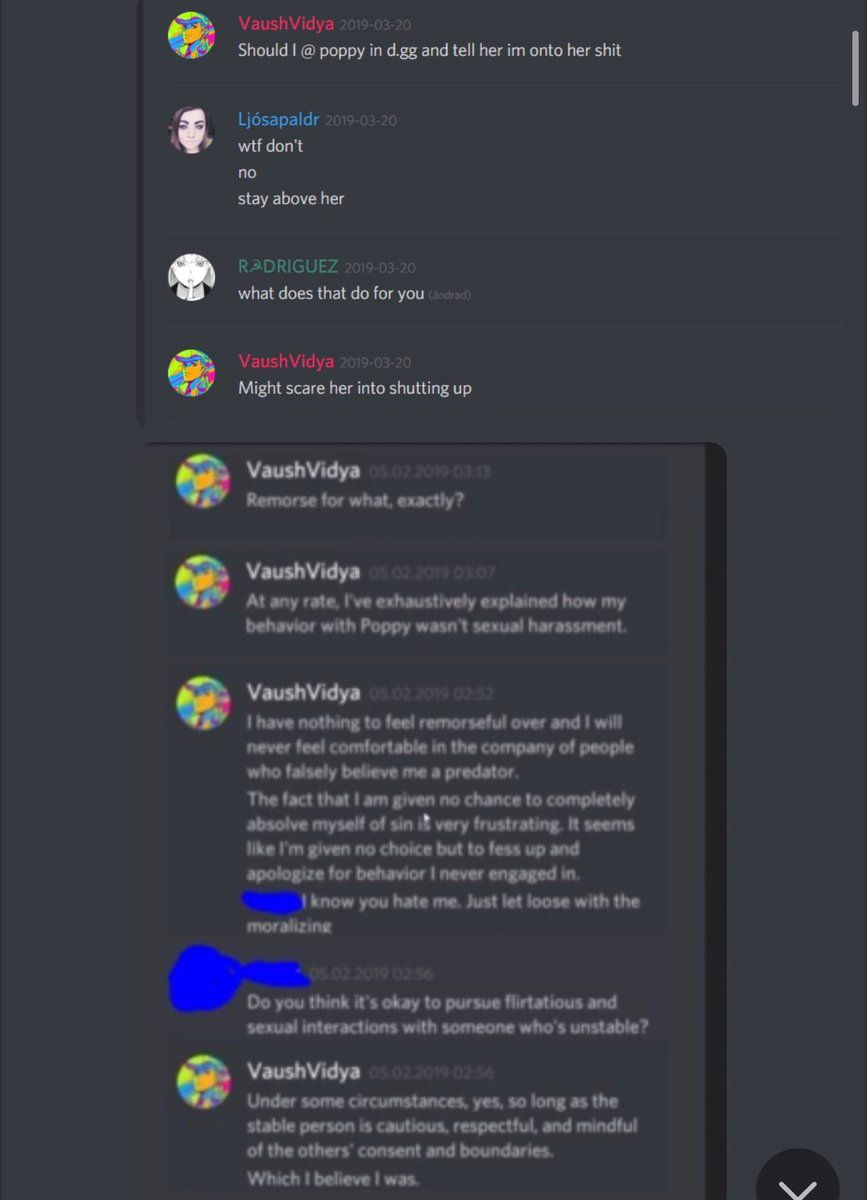 VaushVidya 2019-03-20
Should I @ poppy in d.gg and tell her im onto her shit
Ljósapaldr 2019-03-20
wtf don't
no
stay above her
R☭DRIGUEZ 2019-03-20
what does that do for you (ändrad)
VaushVidya 2019-03-20
Might scare her into shutting up
VaushVidya 05.02.2019 03:13
Remorse for what, exactly?
VaushVidya 05.02.2019 03:07
At any rate, I've exhaustively explained how my
behavior with Poppy wasn't sexual harassment.
VaushVidya 05.02.2019 02:52
I have nothing to feel remorseful over and I will
never feel comfortable in the company of people
who falsely believe me a predator.
The fact that I am given no chance to completely
absolve myself of sin is very frustrating. It seems
like I'm given no choice but to fess up and
apologize for behavior I never engaged in.
I know you hate me. Just let loose with the
moralizing
05.02.2019 02:56
Do you think it's okay to pursue flirtatious and
sexual interactions with someone who's unstable?
VaushVidya 05.02.2019 02:56
Under some circumstances, yes, so long as the
stable person is cautious, respectful, and mindful
of the others' consent and boundaries.
Which I believe I was.